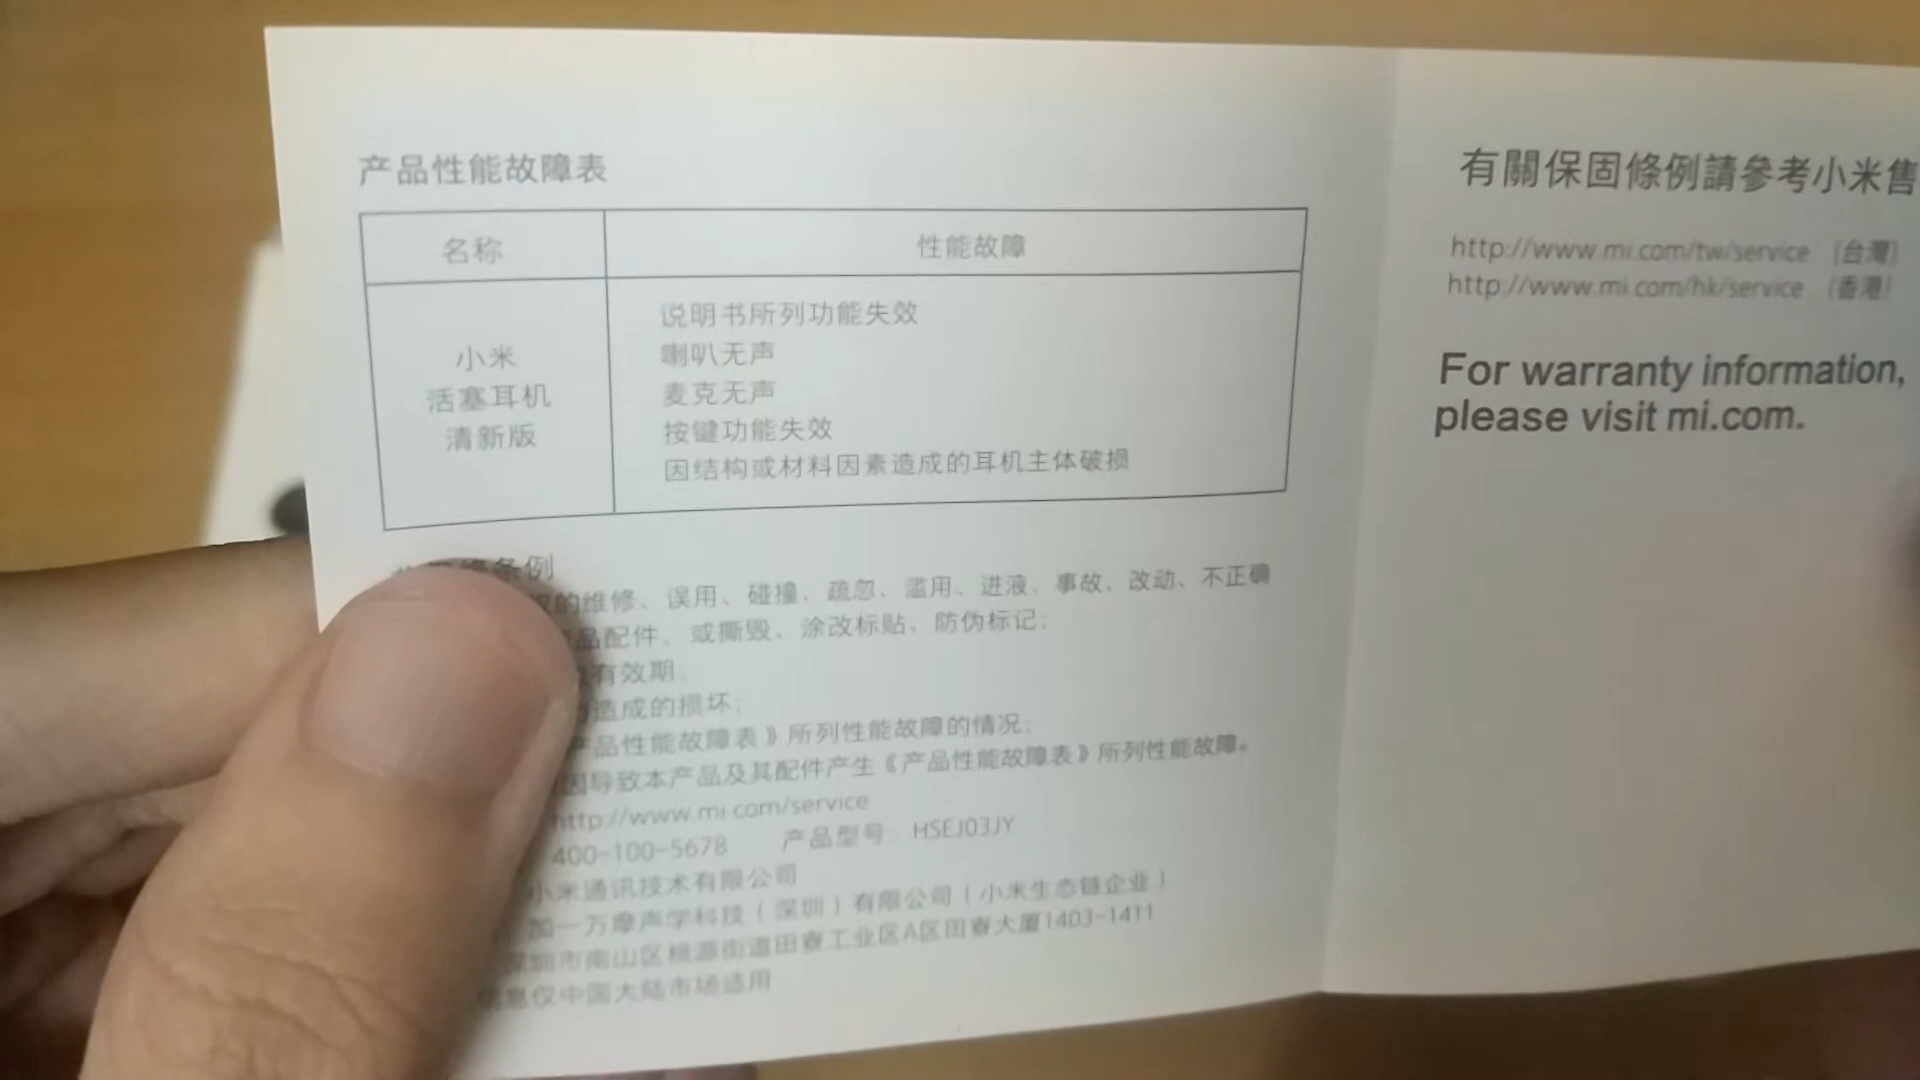 产品性能故障表
名称
性能故障
小米
活塞耳机
清新版
说明书所列功能失效
喇叭无声
麦克无声
按键功能失效
因结构或材料因素造成的耳机主体破损
条例
的维修、误用、碰撞、疏忽、滥用、进液、事故、改动、不正确
品配件、或撕毁、涂改标贴、防伪标记;
有效期;
造成的损坏;
产品性能故障表》所列性能故障的情况;
因导致本产品及其配件产生《产品性能故障表》所列性能故障。
http://www.mi.com/service
400-100-5678 产品型号: HSEJ03JY
小米通讯技术有限公司
加一万摩声学科技(深圳)有限公司(小米生态链企业)
深圳市南山区桃源街道田寮工业区A区田寮大厦1403-1411
信息仅中国大陆市场适用
有關保固條例請參考小米售
http://www.mi.com/tw/service (台灣)
http://www.mi.com/hk/service (香港)
For warranty information,
please visit mi.com.